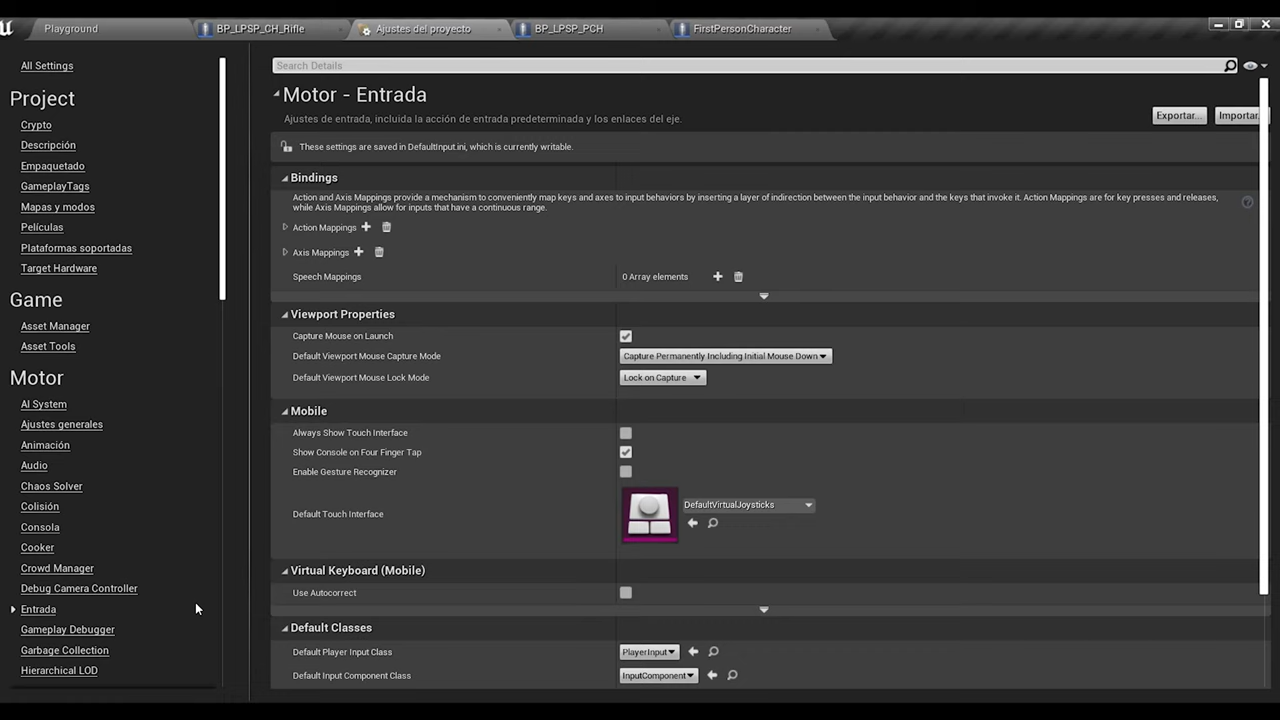 Playground
BP_LPSP_CH_Rifle
Ajustes del proyecto
BP_LPSP_PCH
FirstPersonCharacter
All Settings
Project
Crypto
Descripción
Empaquetado
GameplayTags
Mapas y modos
Películas
Plataformas soportadas
Target Hardware
Game
Asset Manager
Asset Tools
Motor
AI System
Ajustes generales
Animación
Audio
Chaos Solver
Colisión
Consola
Cooker
Crowd Manager
Debug Camera Controller
Entrada
Gameplay Debugger
Garbage Collection
Hierarchical LOD
Search Details
Motor - Entrada
Ajustes de entrada, incluida la acción de entrada predeterminada y los enlaces del eje.
Exportar...
Importar...
These settings are saved in DefaultInput.ini, which is currently writable.
Bindings
Action and Axis Mappings provide a mechanism to conveniently map keys and axes to input behaviors by inserting a layer of indirection between the input behavior and the keys that invoke it. Action Mappings are for key presses and releases,
while Axis Mappings allow for inputs that have a continuous range.
Action Mappings
Axis Mappings
Speech Mappings 0 Array elements
Viewport Properties
Capture Mouse on Launch
Default Viewport Mouse Capture Mode Capture Permanently Including Initial Mouse Down
Default Viewport Mouse Lock Mode Lock on Capture
Mobile
Always Show Touch Interface
Show Console on Four Finger Tap
Enable Gesture Recognizer
Default Touch Interface DefaultVirtualJoysticks
Virtual Keyboard (Mobile)
Use Autocorrect
Default Classes
Default Player Input Class PlayerInput
Default Input Component Class InputComponent